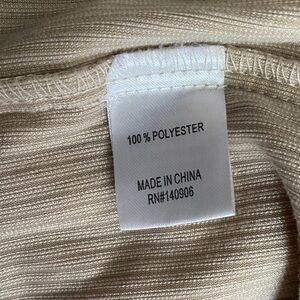 100 % POLYESTER
MADE IN CHINA
RN#140906